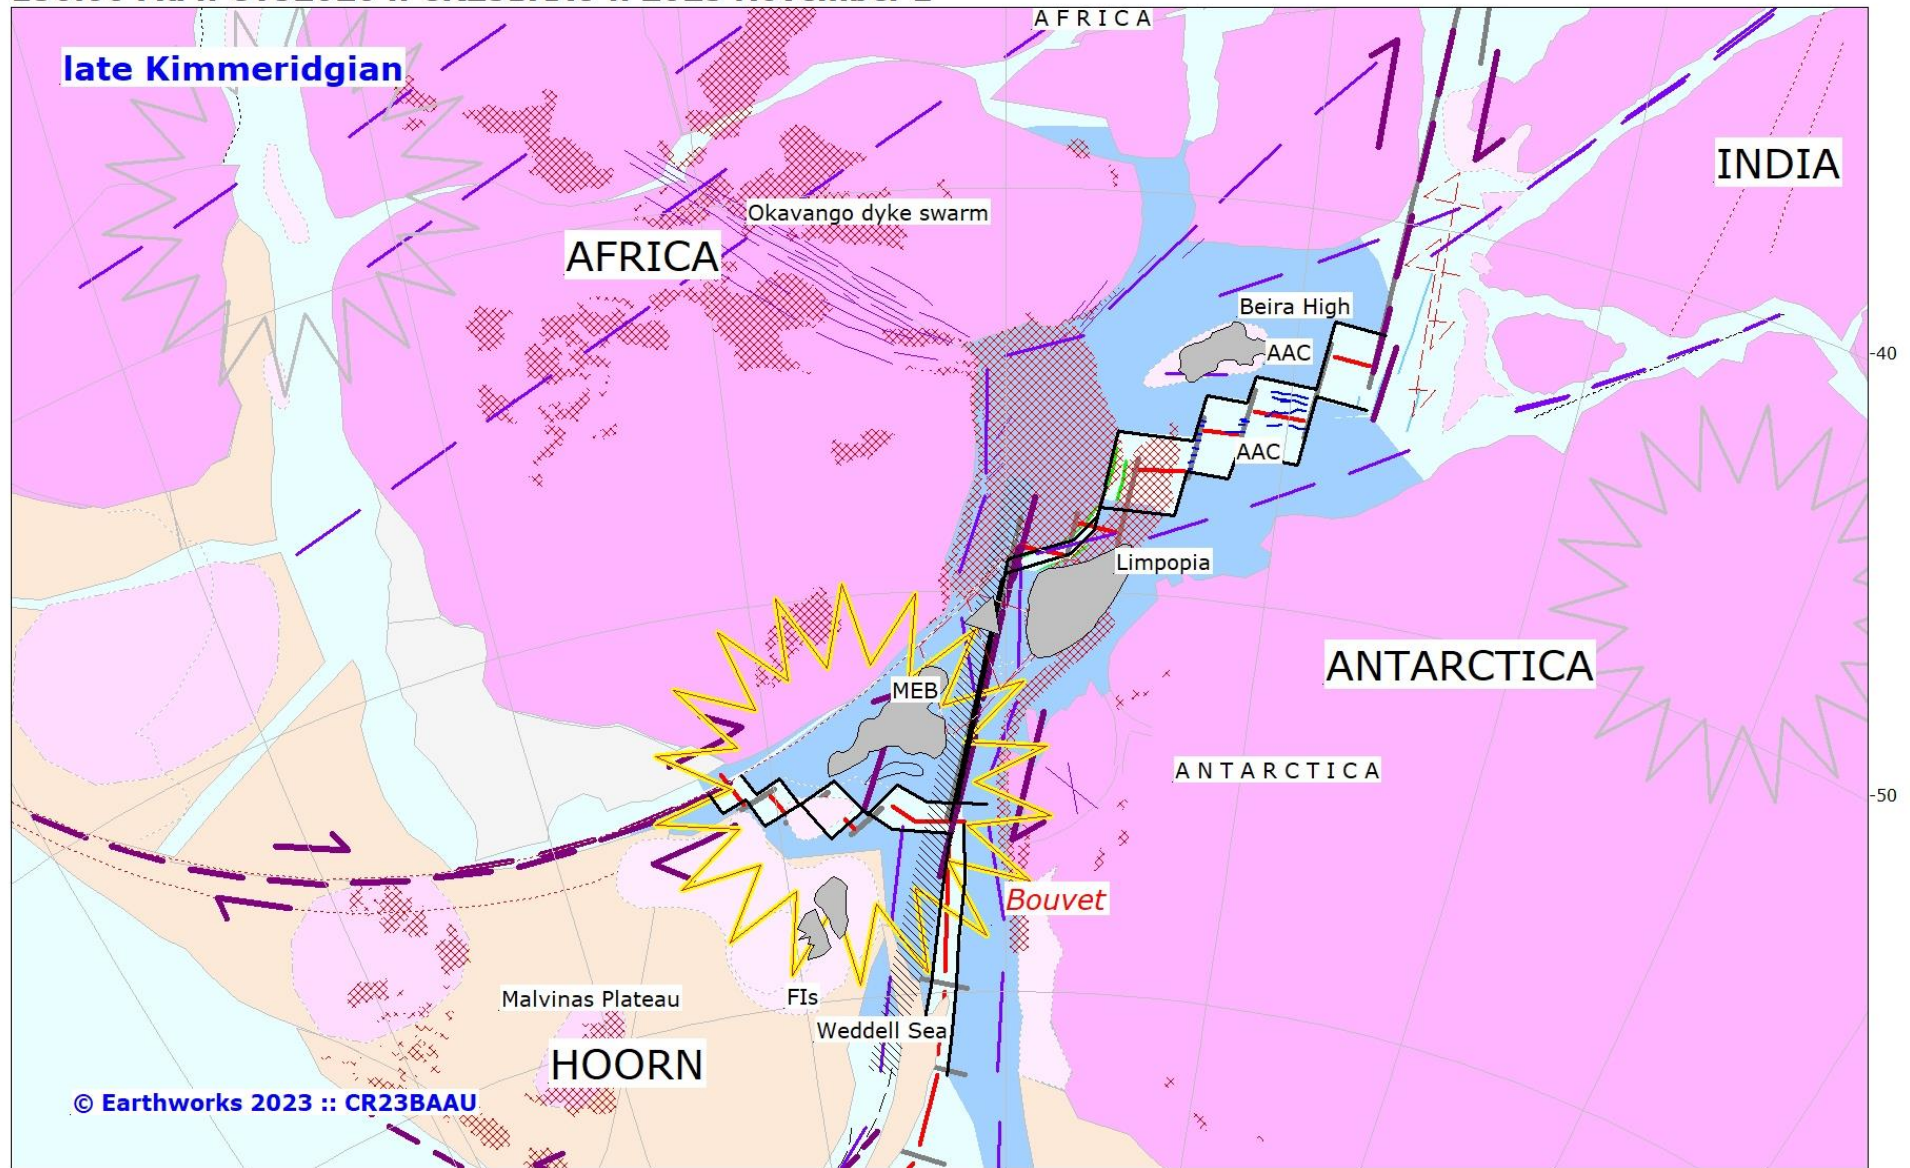 AFRICA
late Kimmeridgian
INDIA
Okavango dyke swarm
AFRICA
Beira High
AAC
-40
AAC
Limpopia
ANTARCTICA
MEB
ANTARCTICA
-50
Bouvet
Malvinas Plateau
FIs
Weddell Sea
HOORN
© Earthworks 2023 :: CR23BAAU